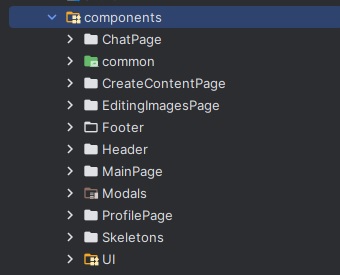 components
ChatPage
common
CreateContentPage
EditingImagesPage
Footer
Header
MainPage
Modals
ProfilePage
Skeletons
UI